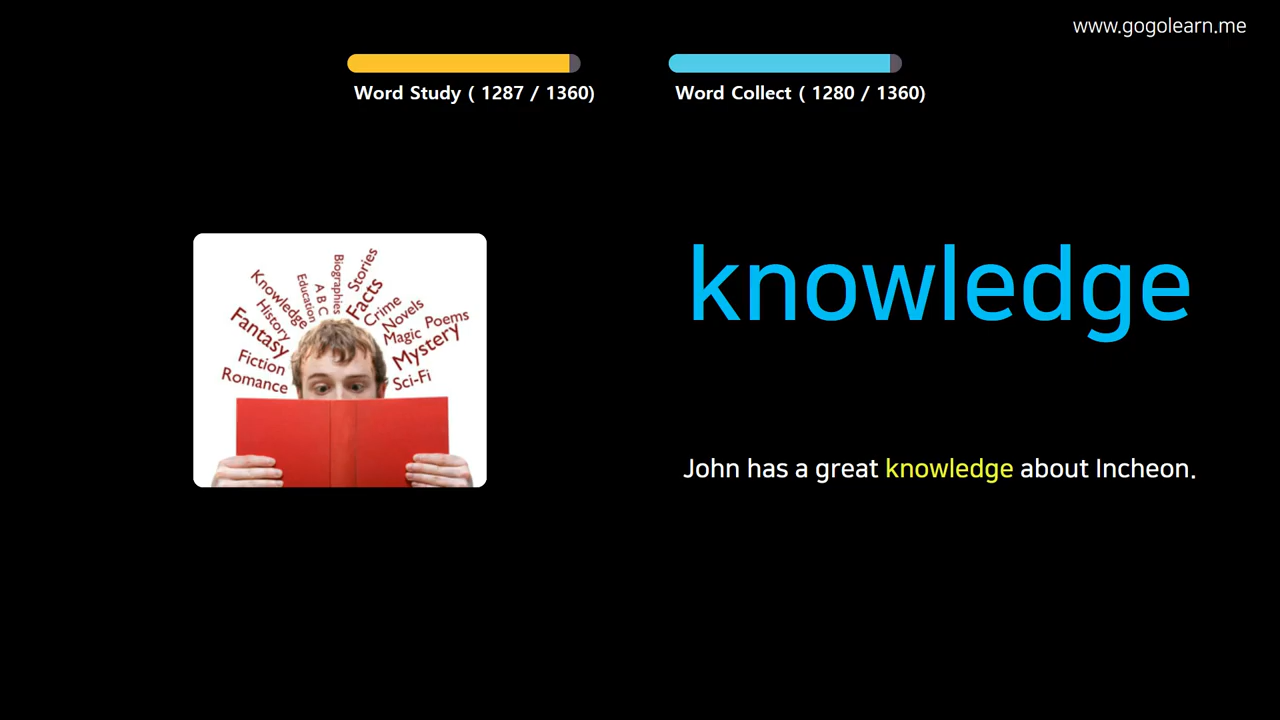 www.gogolearn.me
Word Study ( 1287 / 1360)
Word Collect ( 1280 / 1360)
knowledge
John has a great knowledge about Incheon.
Knowledge
History
Fantasy
Fiction
Romance
Education
A B C
Biographies
Stories
Facts
Crime
Novels
Magic
Poems
Mystery
Sci-Fi